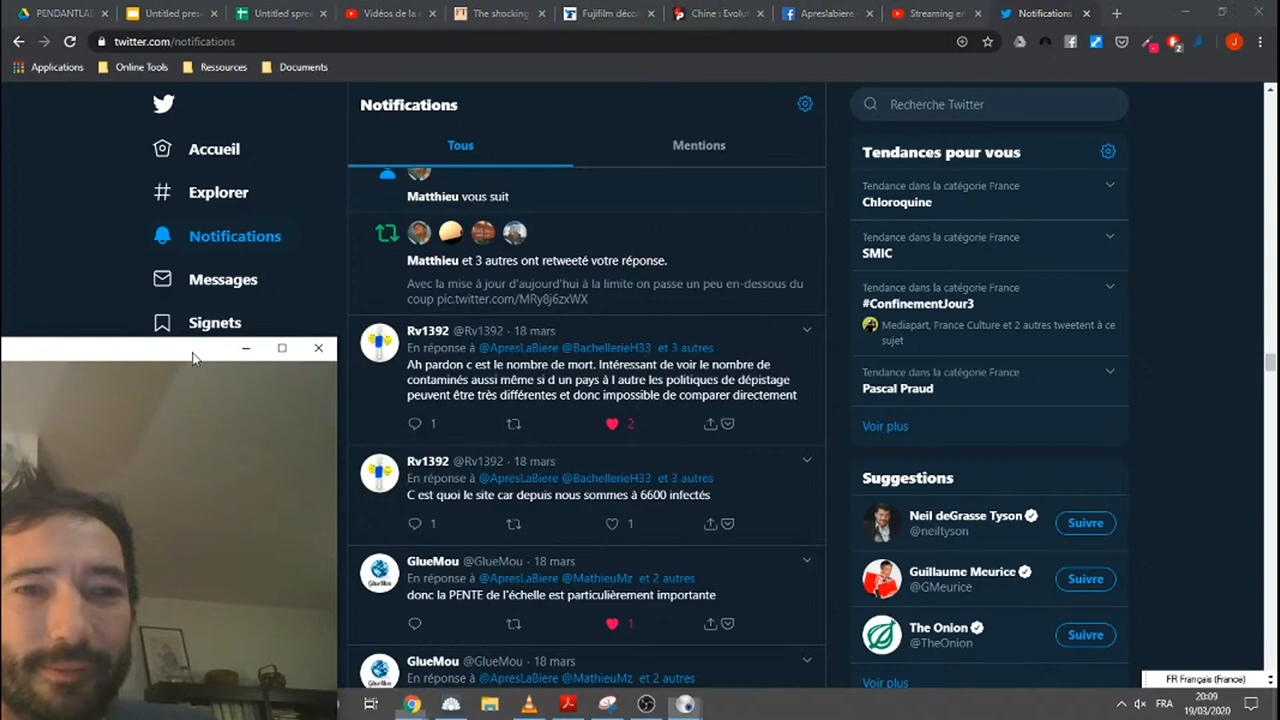 PENDANTLA
Untitled pres
Untitled spre
Vidéos de la c
The shocking
Fujifilm déco
Chine : Evolut
Apreslabiere
Streaming en
Notifications
twitter.com/notifications
Applications
Online Tools
Ressources
Documents
Accueil
Explorer
Notifications
Messages
Signets
Notifications
Tous
Mentions
Matthieu vous suit
Matthieu et 3 autres ont retweeté votre réponse.
Avec la mise à jour d'aujourd'hui à la limite on passe un peu en-dessous du
coup pic.twitter.com/MRy8j6zxWX
Rv1392 @Rv1392 · 18 mars
En réponse à @ApresLaBiere @BachellerieH33 et 3 autres
Ah pardon c est le nombre de mort. Intéressant de voir le nombre de
contaminés aussi même si d un pays à l autre les politiques de dépistage
peuvent être très différentes et donc impossible de comparer directement
1 2
Rv1392 @Rv1392 · 18 mars
En réponse à @ApresLaBiere @BachellerieH33 et 3 autres
C est quoi le site car depuis nous sommes à 6600 infectés
1 1
GlueMou @GlueMou · 18 mars
En réponse à @ApresLaBiere @MathieuMz et 2 autres
donc la PENTE de l'échelle est particulièrement importante
1
GlueMou @GlueMou · 18 mars
En réponse à @ApresLaBiere @MathieuMz et 2 autres
Recherche Twitter
Tendances pour vous
Tendance dans la catégorie France
Chloroquine
Tendance dans la catégorie France
SMIC
Tendance dans la catégorie France
#ConfinementJour3
Mediapart, France Culture et 2 autres tweetent à ce
sujet
Tendance dans la catégorie France
Pascal Praud
Voir plus
Suggestions
Neil deGrasse Tyson
@neiltyson
Suivre
Guillaume Meurice
@GMeurice
Suivre
The Onion
@TheOnion
Suivre
Voir plus
FR Français (France)
FRA
20:09
19/03/2020